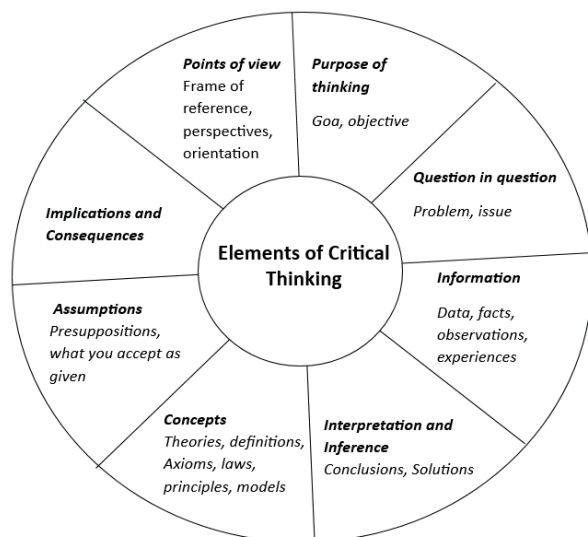 Points of view
Frame of
reference,
perspectives,
orientation
Purpose of
thinking
Goa, objective
Question in question
Problem, issue
Information
Data, facts,
observations,
experiences
Interpretation and
Inference
Conclusions, Solutions
Concepts
Theories, definitions,
Axioms, laws,
principles, models
Assumptions
Presuppositions,
what you accept as
given
Implications and
Consequences
Elements of Critical
Thinking